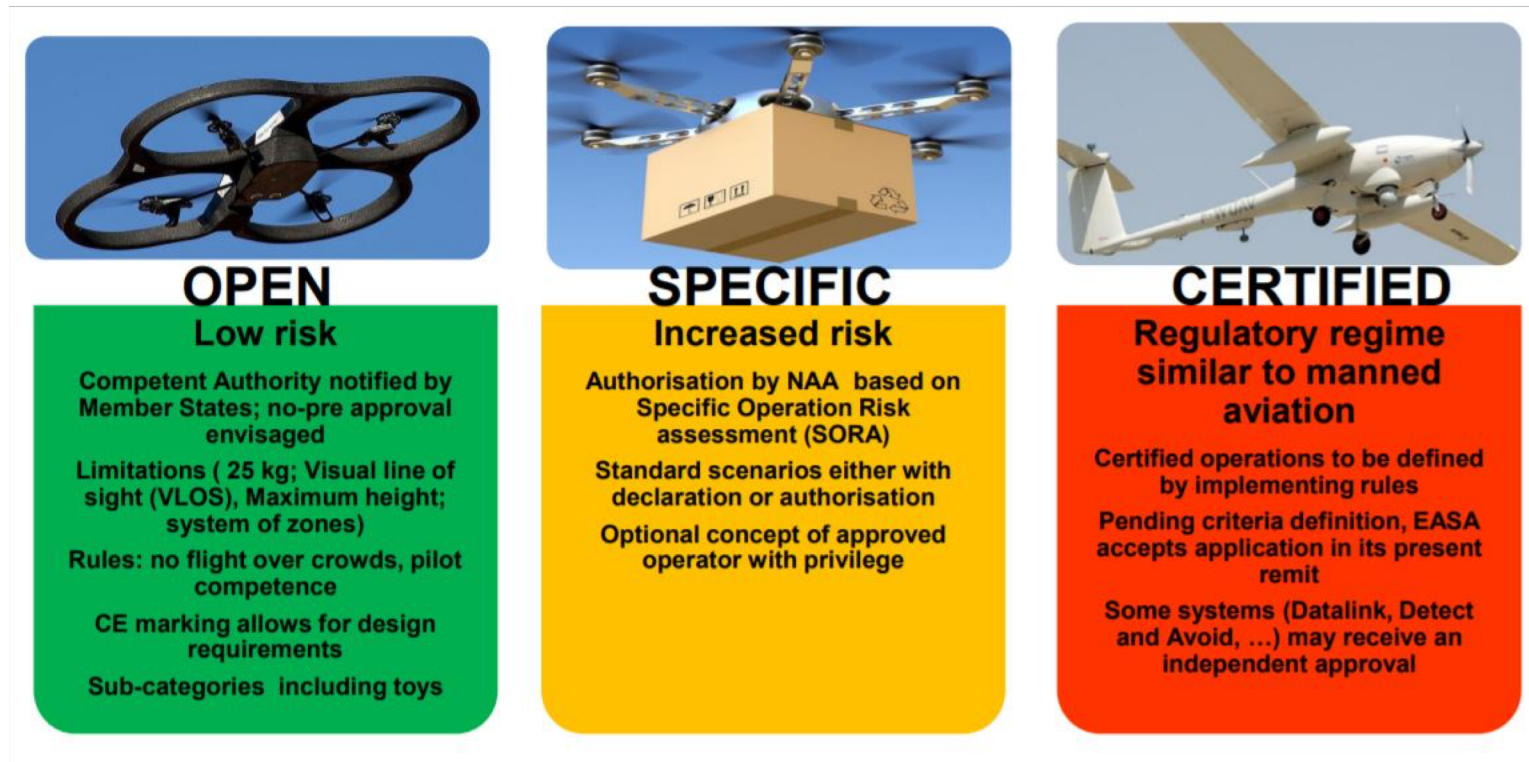 OPEN
Low risk
Competent Authority notified by
Member States; no-pre approval
envisaged
Limitations ( 25 kg; Visual line of
sight (VLOS), Maximum height;
system of zones)
Rules: no flight over crowds, pilot
competence
CE marking allows for design
requirements
Sub-categories including toys
SPECIFIC
Increased risk
Authorisation by NAA based on
Specific Operation Risk
assessment (SORA)
Standard scenarios either with
declaration or authorisation
Optional concept of approved
operator with privilege
CERTIFIED
Regulatory regime
similar to manned
aviation
Certified operations to be defined
by implementing rules
Pending criteria definition, EASA
accepts application in its present
remit
Some systems (Datalink, Detect
and Avoid, …) may receive an
independent approval